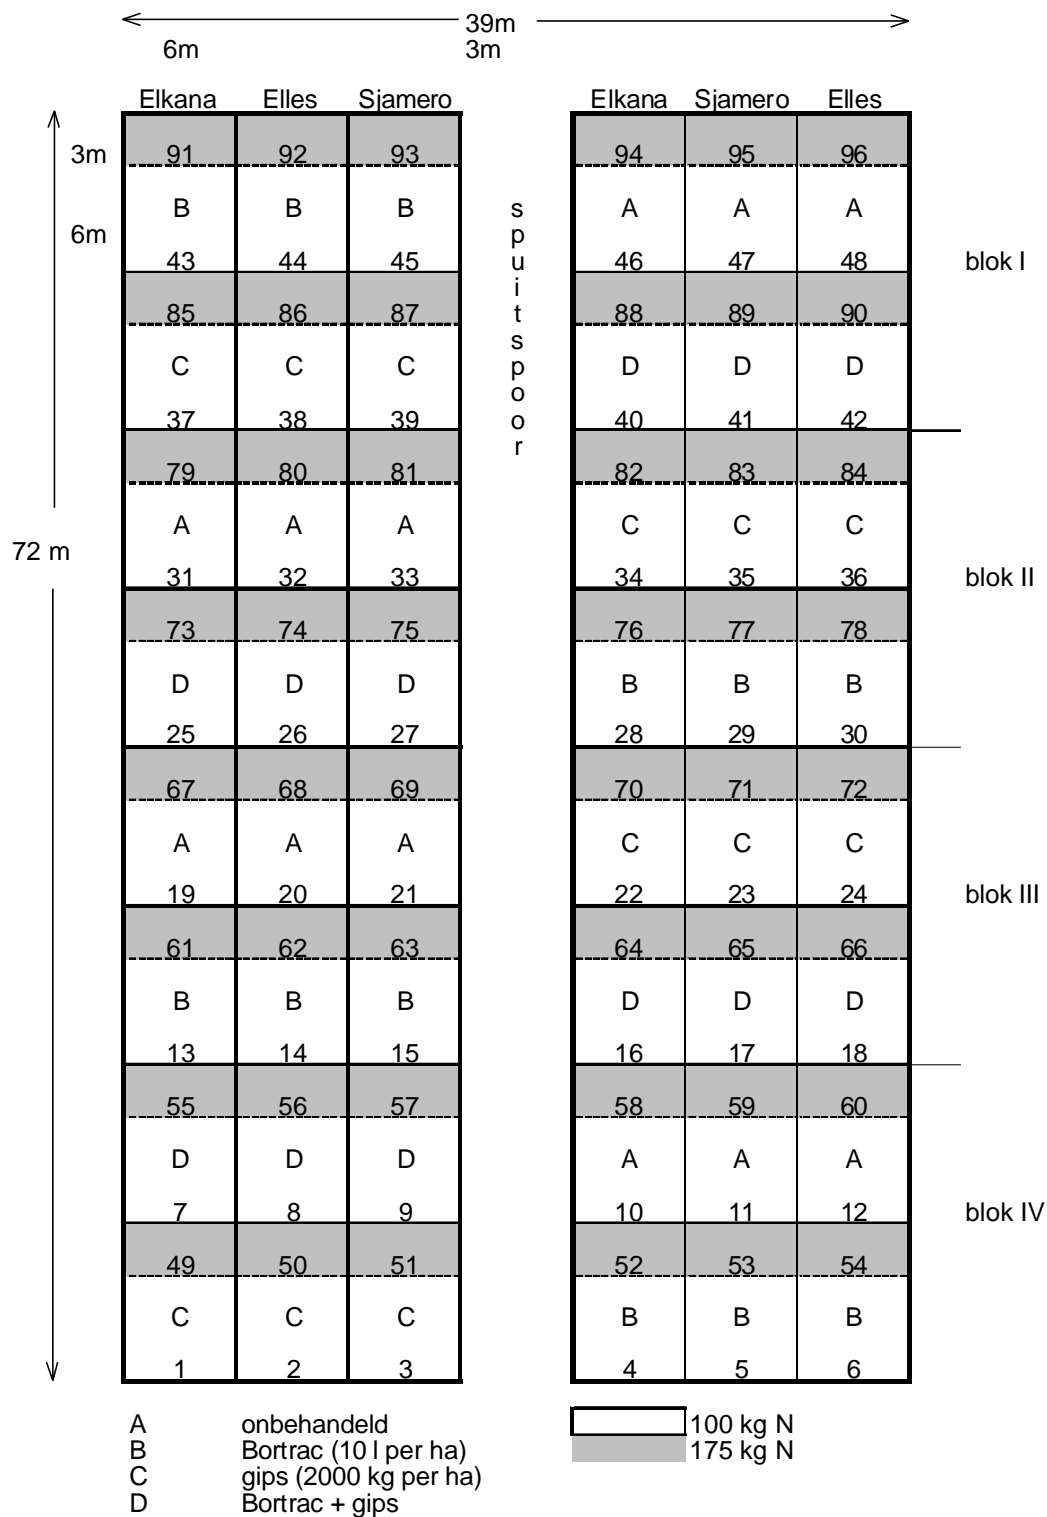 39m
6m 3m
Elkana Elles Sjamero Elkana Sjamero Elles
3m 91 92 93 94 95 96
B B B A A A
6m
43 44 45 46 47 48 blok I
85 86 87 88 89 90
spuitspoor
C C C D D D
37 38 39 40 41 42
79 80 81 82 83 84
A A A C C C
72 m
31 32 33 34 35 36 blok II
73 74 75 76 77 78
D D D B B B
25 26 27 28 29 30
67 68 69 70 71 72
A A A C C C
19 20 21 22 23 24 blok III
61 62 63 64 65 66
B B B D D D
13 14 15 16 17 18
55 56 57 58 59 60
D D D A A A
7 8 9 10 11 12 blok IV
49 50 51 52 53 54
C C C B B B
1 2 3 4 5 6
A onbehandeld 100 kg N
B Bortrac (10 l per ha) 175 kg N
C gips (2000 kg per ha)
D Bortrac + gips